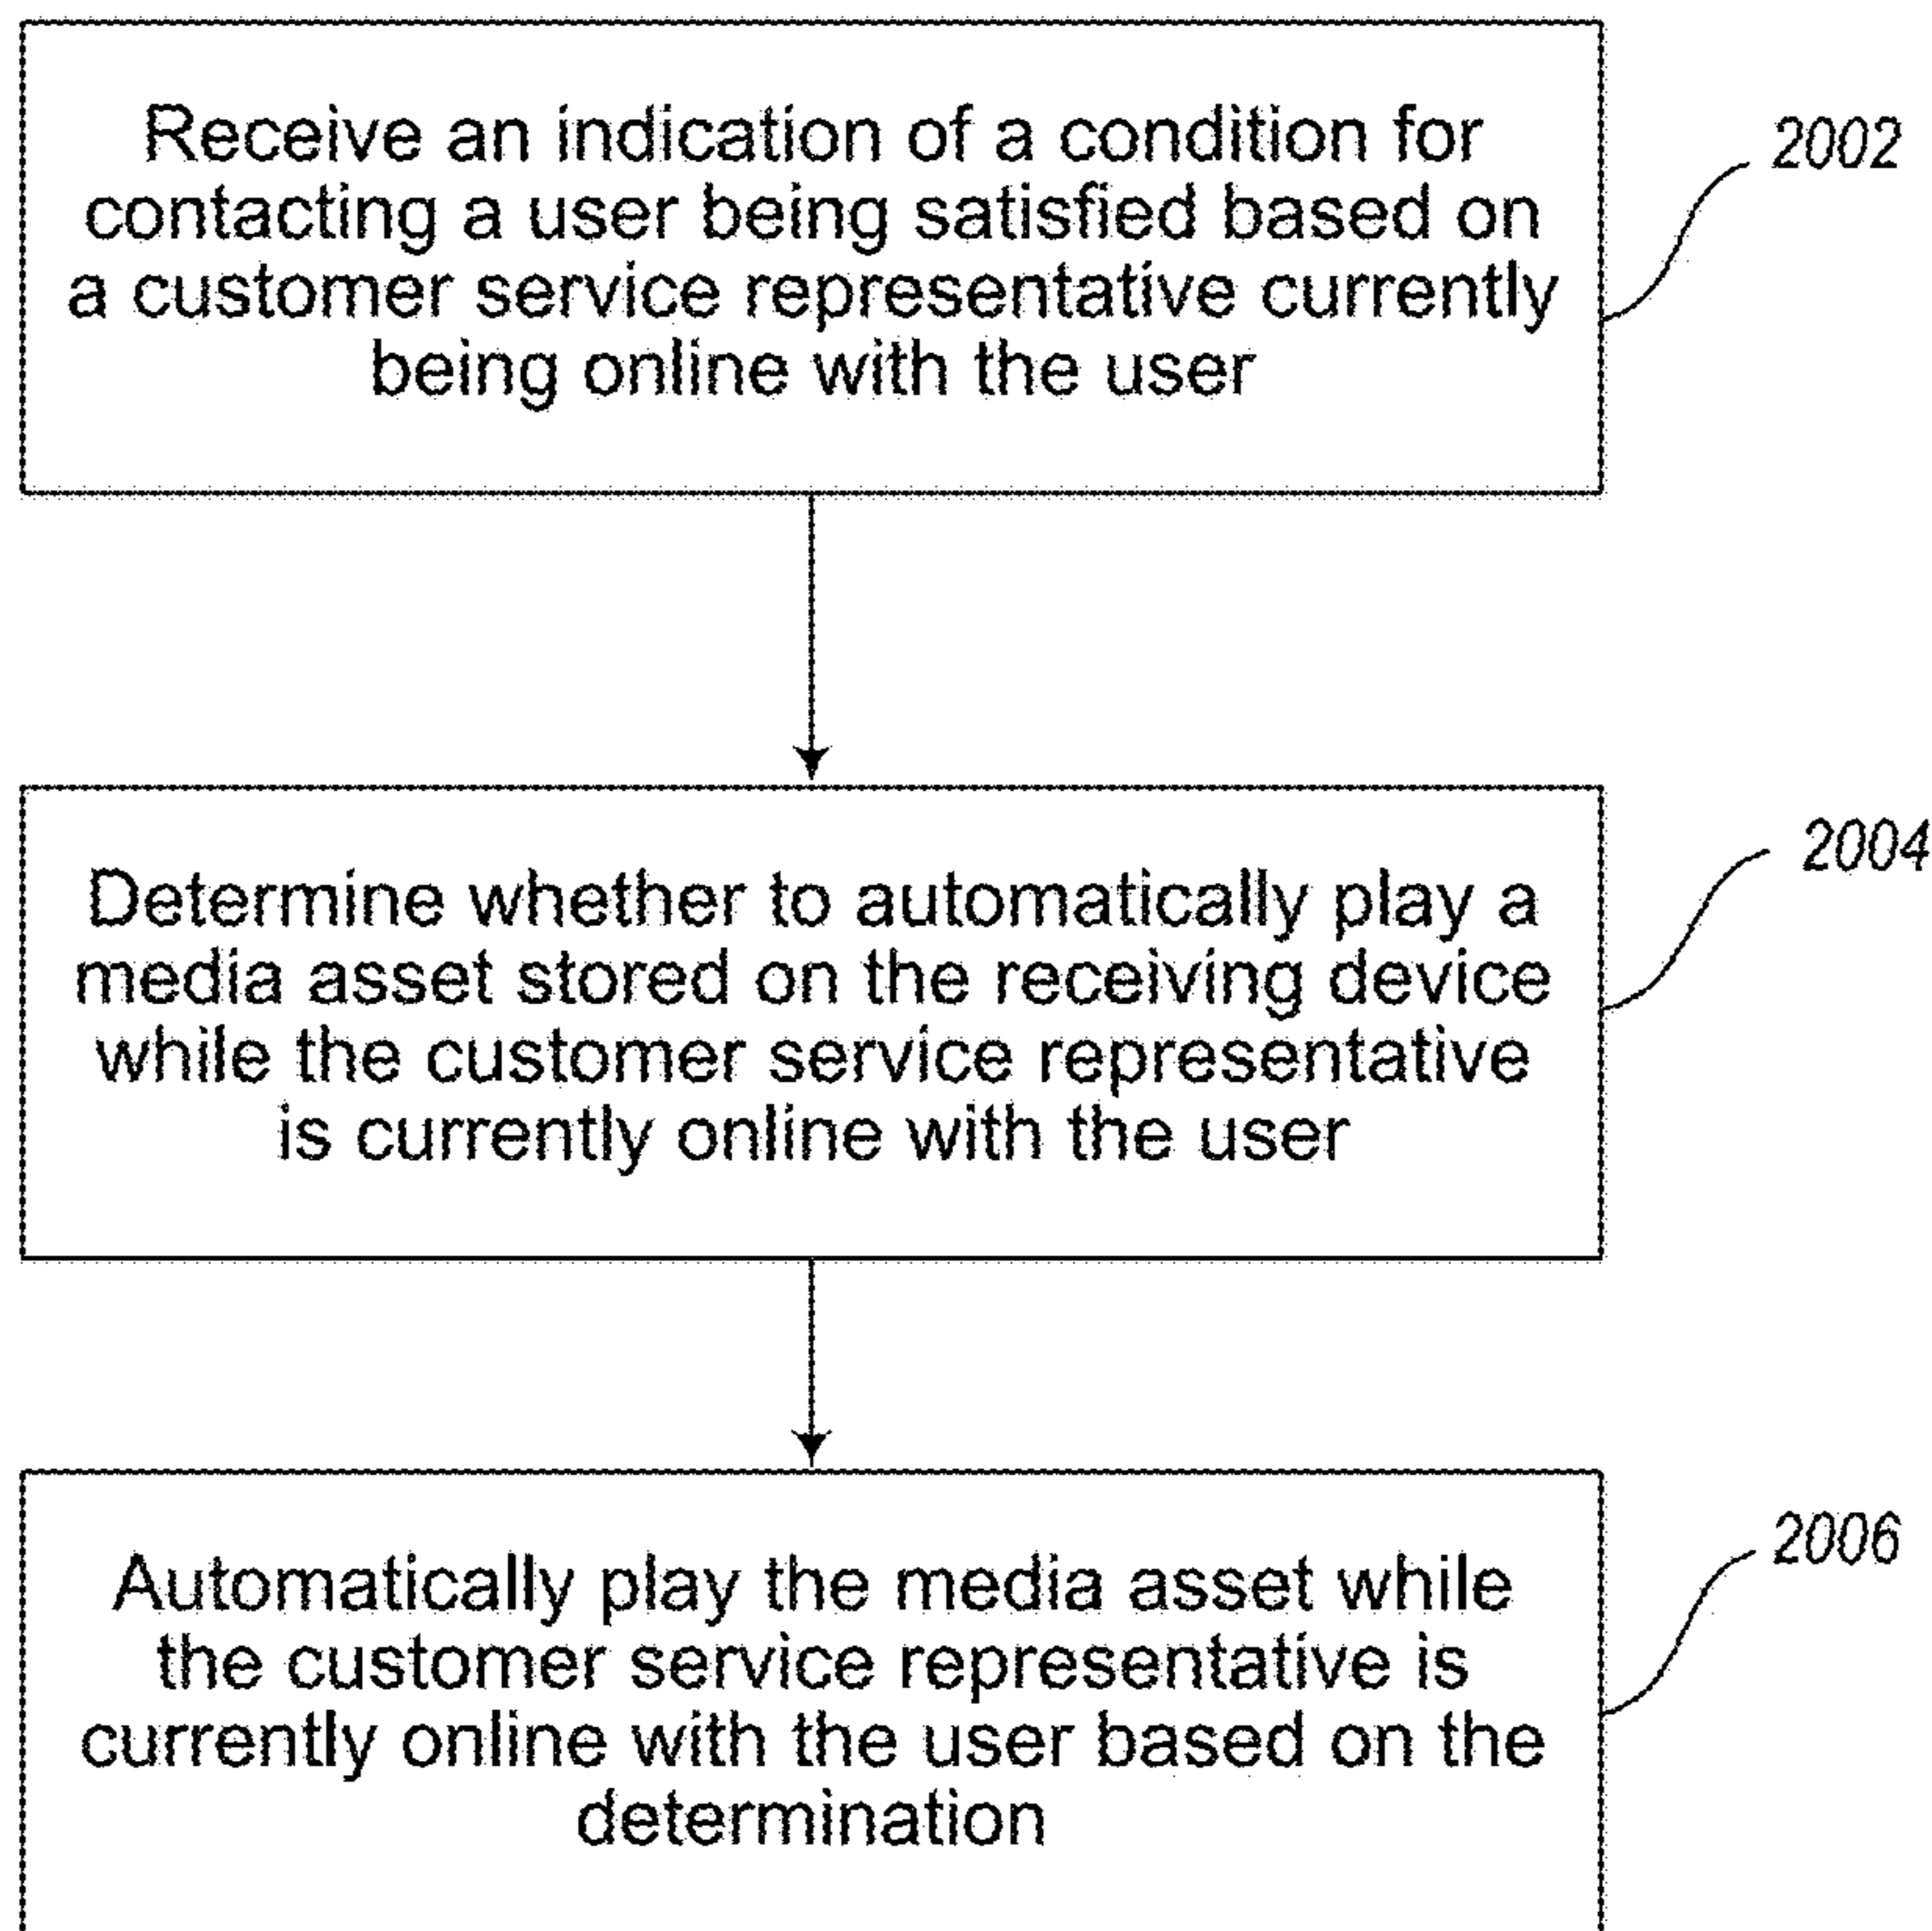 Receive an indication of a condition for
contacting a user being satisfied based on
a customer service representative currently
being online with the user
2002
Determine whether to automatically play a
media asset stored on the receiving device
while the customer service representative
is currently online with the user
2004
Automatically play the media asset while
the customer service representative is
currently online with the user based on the
determination
2006